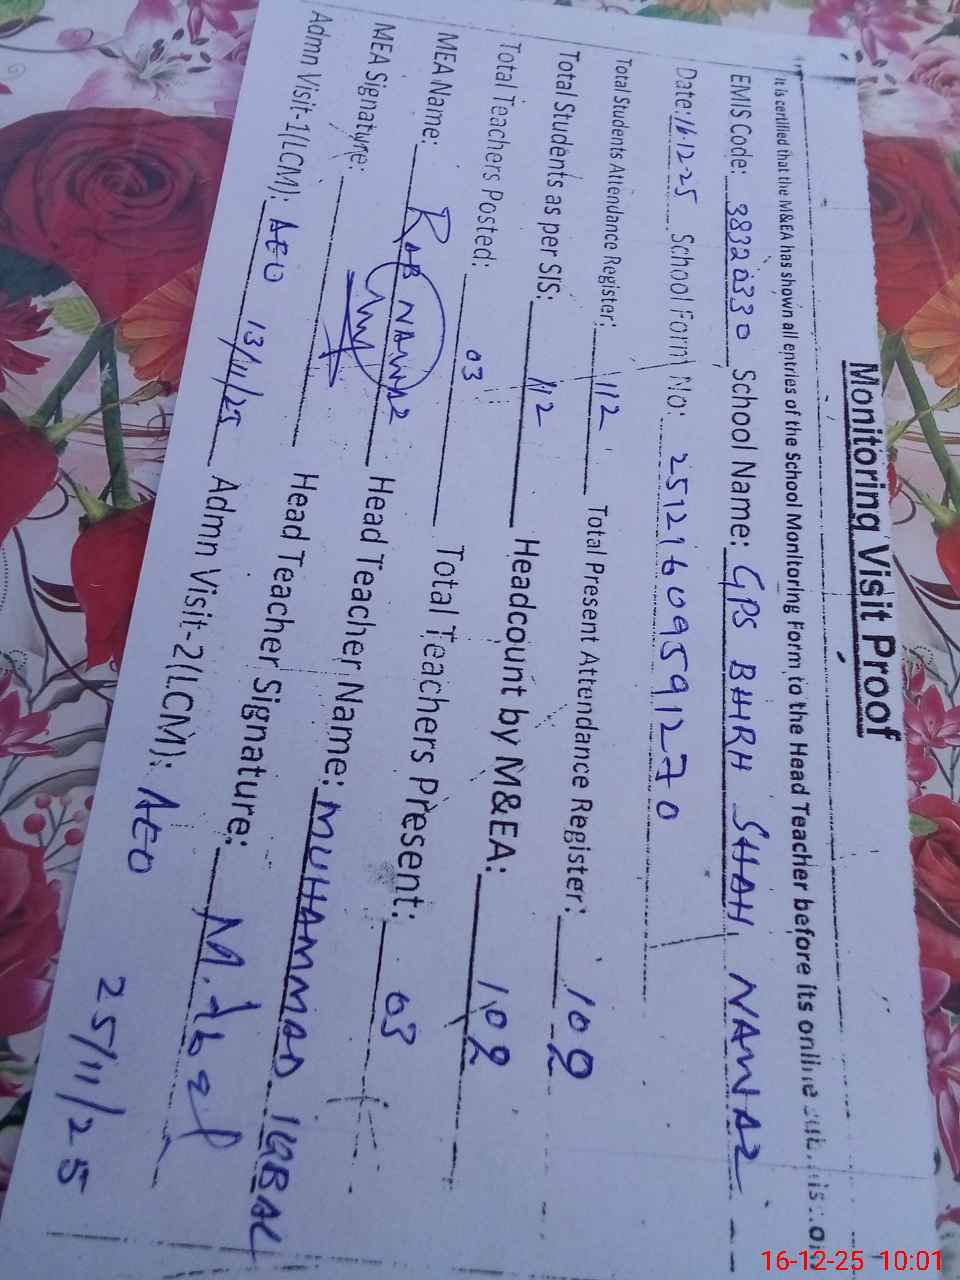 Monitoring Visit Proof
It is certified that the M&EA has shown all entries of the School Monitoring Form to the Head Teacher before its online submission
EMIS Code: 38320330 School Name: GPS BHRH SHAH NAWAZ
Date: 16.12-25 School Form No: 25121609591270
Total Students Attendance Register: 112 Total Present Attendance Register: 102
Total Students as per SIS: 112 Headcount by M&EA: 102
Total Teachers Posted: 03 Total Teachers Present: 03
MEA Name: RAB NAWAZ Head Teacher Name: MUHAMMAD IQBAL
MEA Signature: Head Teacher Signature: M. Iqbal
Admn Visit-1(LCM): AEO 13/11/25 Admn Visit-2(LCM): AEO 25/11/25
16-12-25 10:01